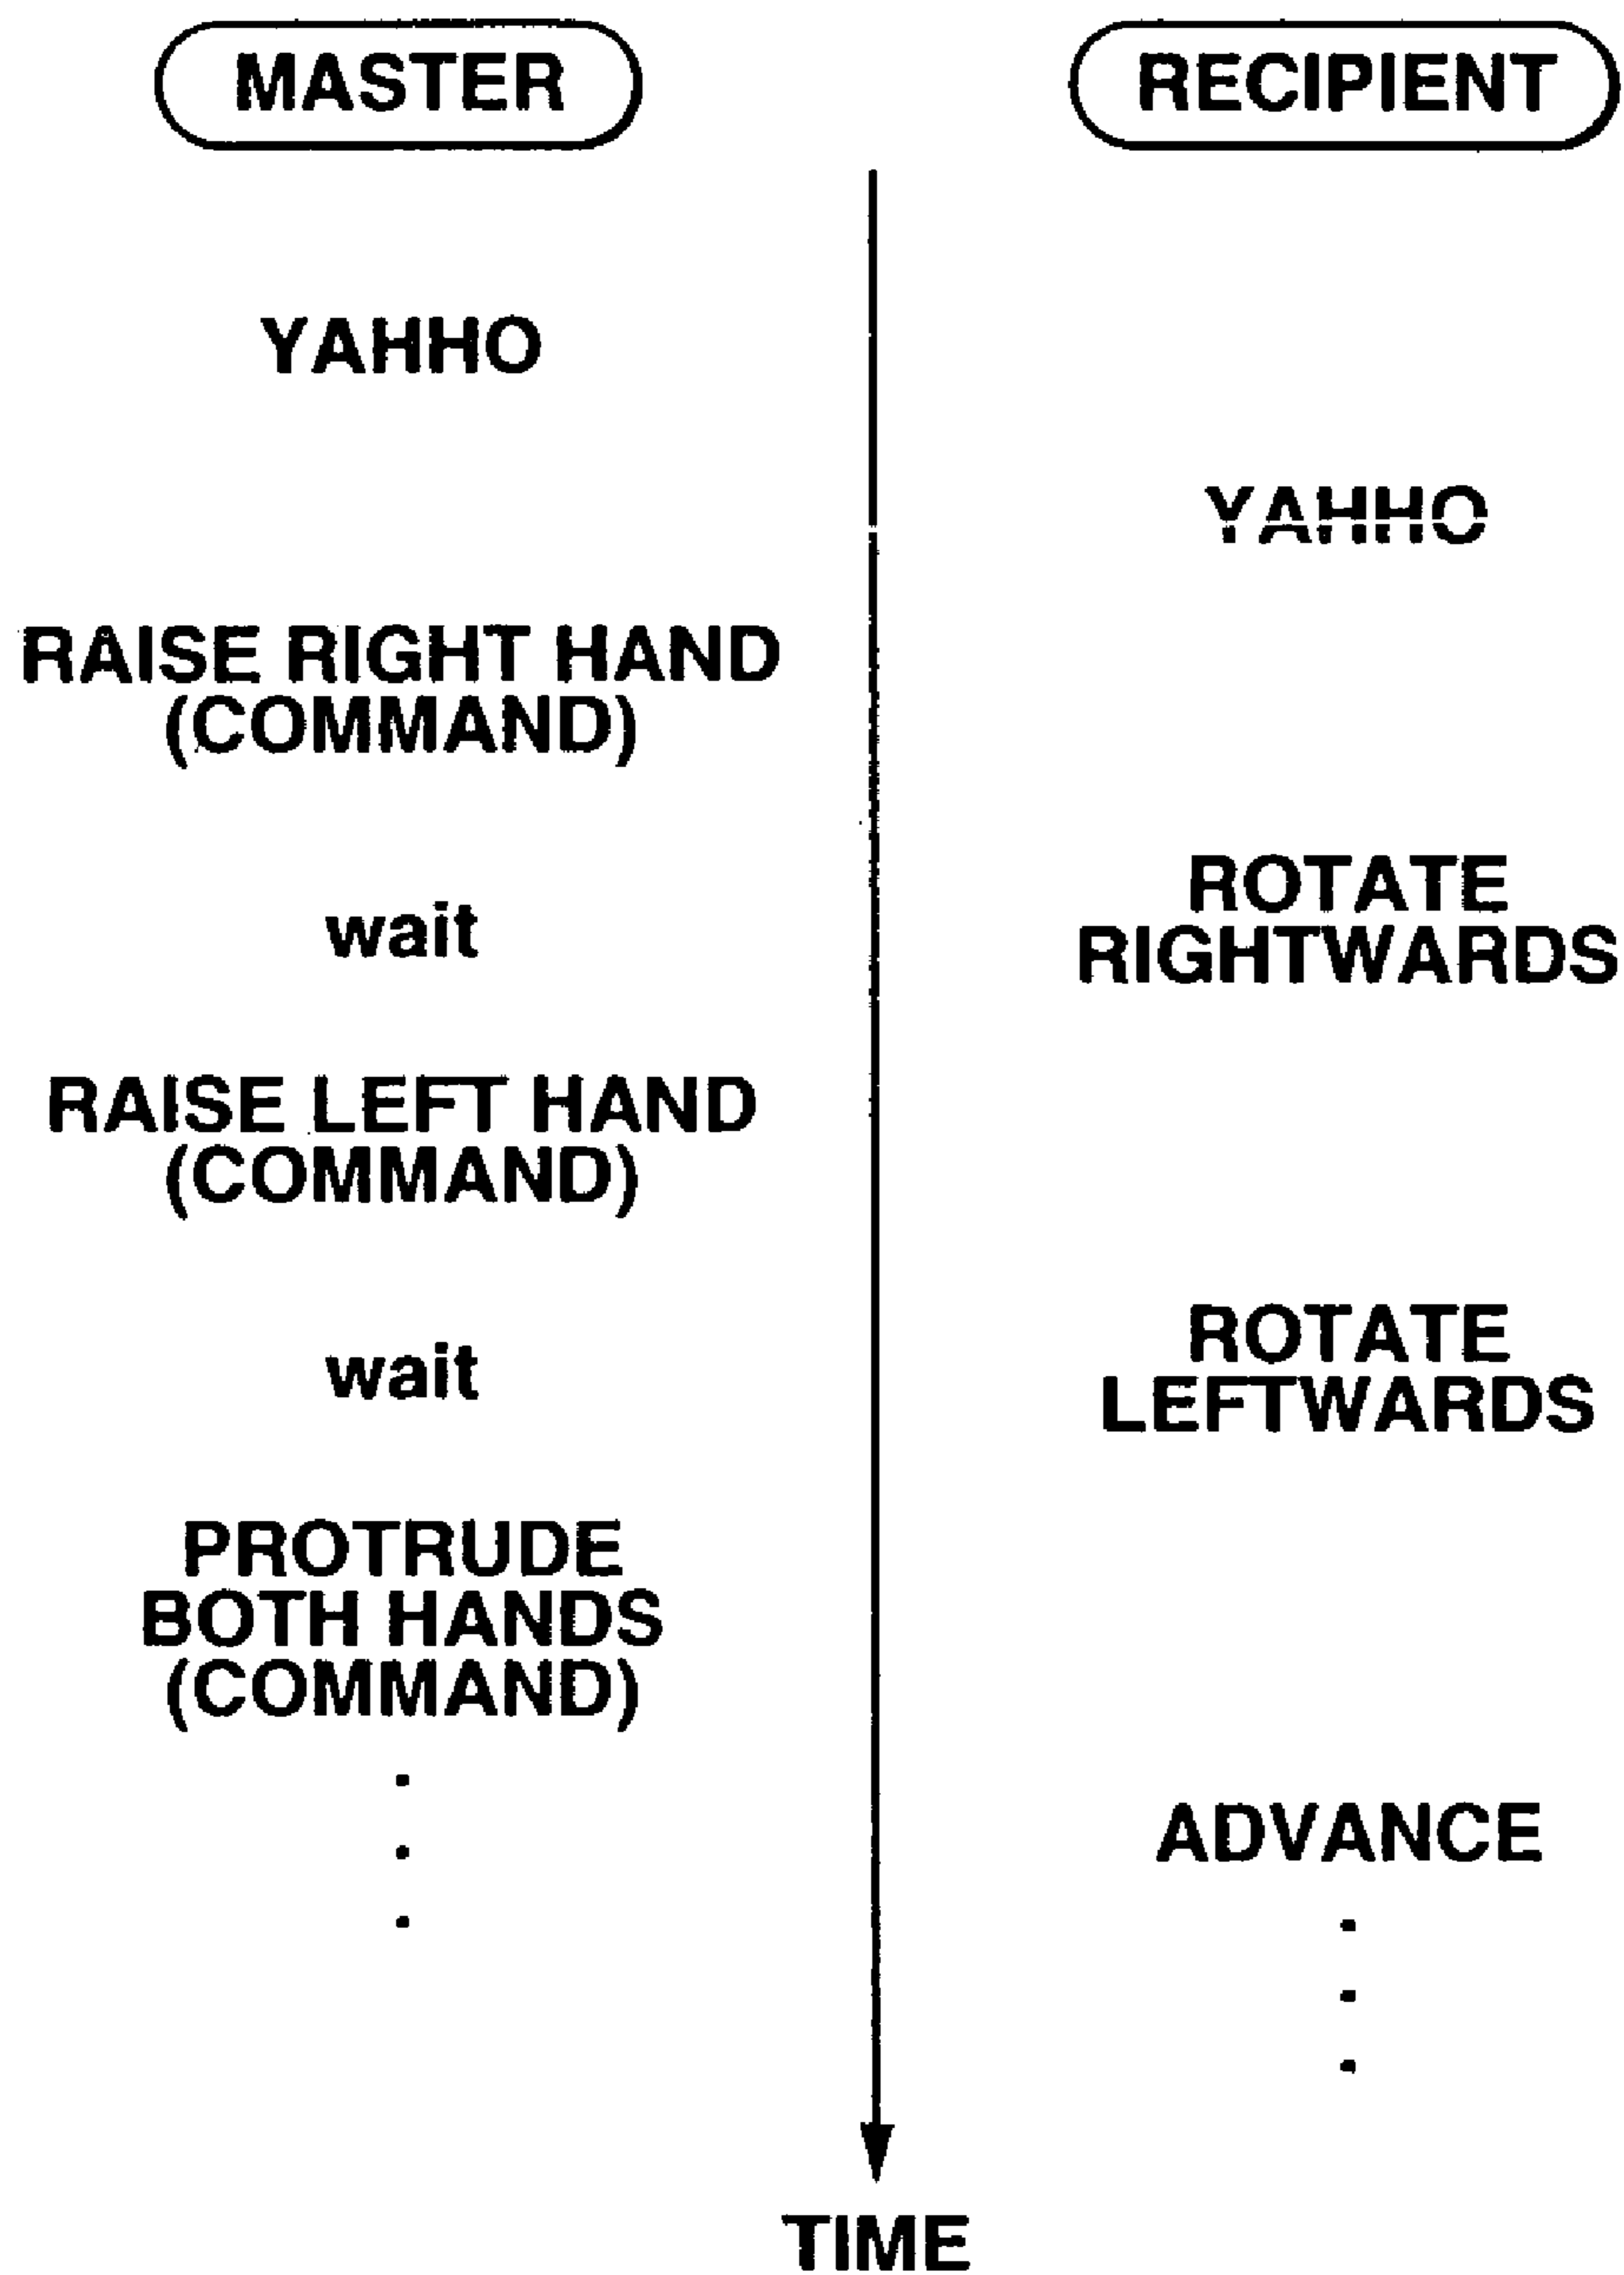 MASTER
RECIPIENT
YAHHO
YAHHO
RAISE RIGHT HAND
(COMMAND)
wait
ROTATE
RIGHTWARDS
RAISE LEFT HAND
(COMMAND)
wait
ROTATE
LEFTWARDS
PROTRUDE
BOTH HANDS
(COMMAND)
ADVANCE
TIME